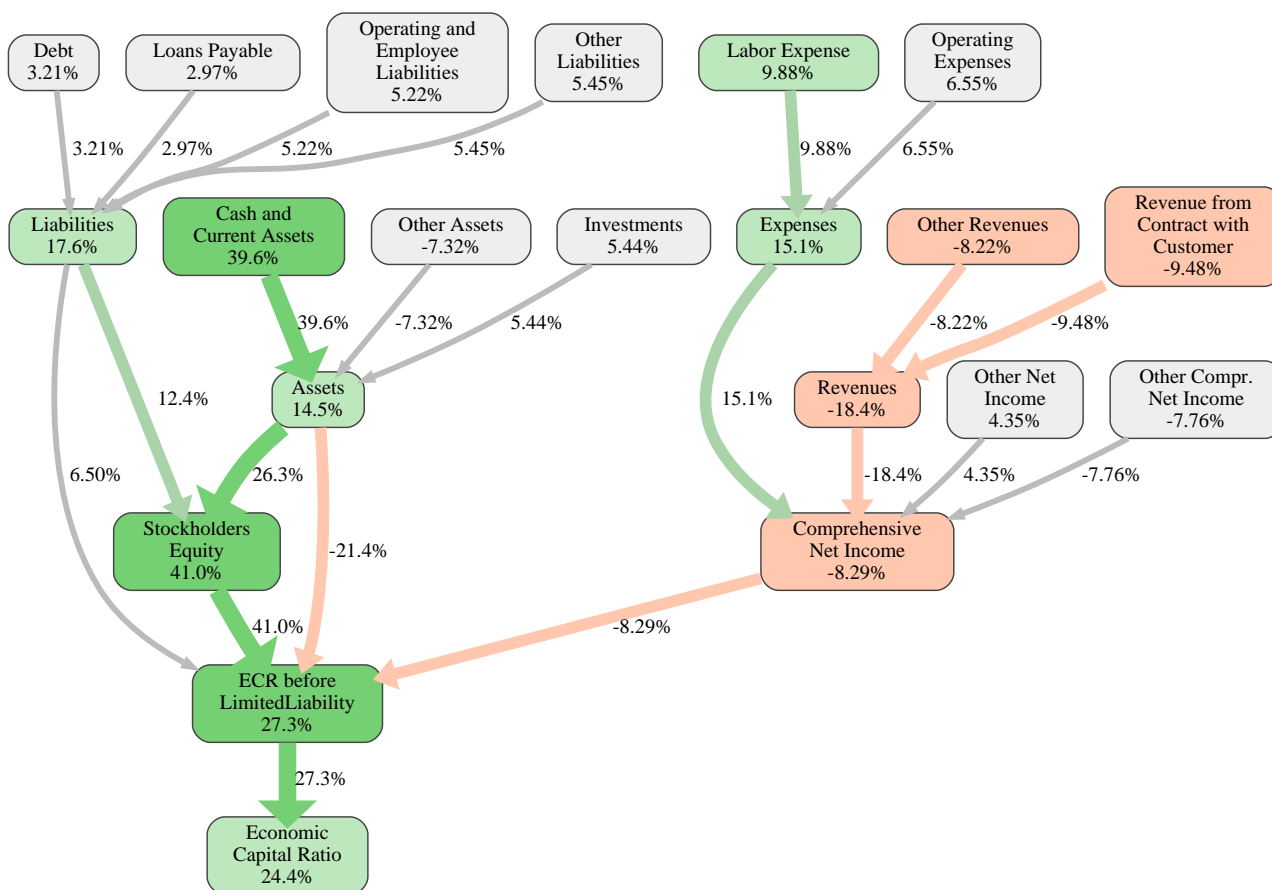 Debt
3.21%
Loans Payable
2.97%
Operating and
Employee
Liabilities
5.22%
Other
Liabilities
5.45%
Labor Expense
9.88%
Operating
Expenses
6.55%
3.21%
2.97%
5.22%
5.45%
9.88%
6.55%
Liabilities
17.6%
Cash and
Current Assets
39.6%
Other Assets
-7.32%
Investments
5.44%
Expenses
15.1%
Other Revenues
-8.22%
Revenue from
Contract with
Customer
-9.48%
39.6%
-7.32%
5.44%
-8.22%
-9.48%
12.4%
Assets
14.5%
15.1%
Revenues
-18.4%
Other Net
Income
4.35%
Other Compr.
Net Income
-7.76%
6.50%
26.3%
-18.4%
4.35%
-7.76%
Stockholders
Equity
41.0%
-21.4%
Comprehensive
Net Income
-8.29%
41.0%
-8.29%
ECR before
LimitedLiability
27.3%
27.3%
Economic
Capital Ratio
24.4%